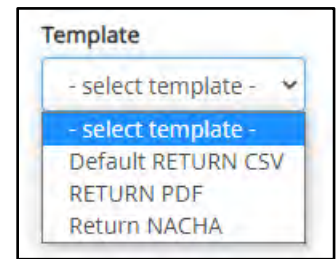 Template
- select template -
- select template -
Default RETURN CSV
RETURN PDF
Return NACHA